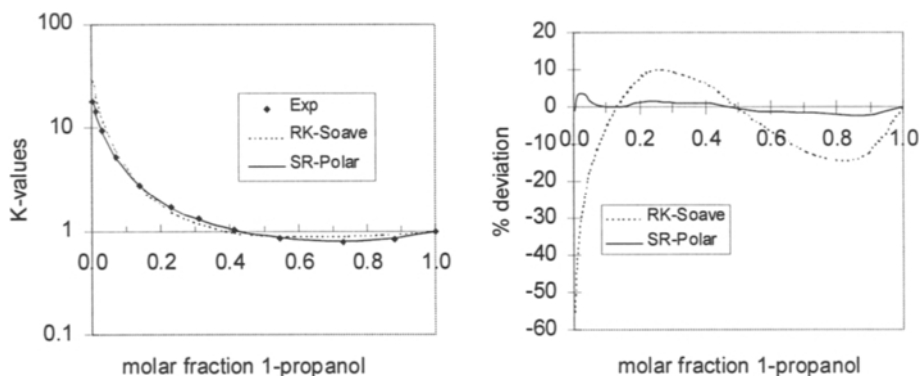 100
10
1
0.1
K-values
0.0 0.2 0.4 0.6 0.8 1.0
Exp
RK-Soave
SR-Polar
molar fraction 1-propanol
20
10
0
-10
-20
-30
-40
-50
-60
% deviation
0.0 0.2 0.4 0.6 0.8 1.0
RK-Soave
SR-Polar
molar fraction 1-propanol